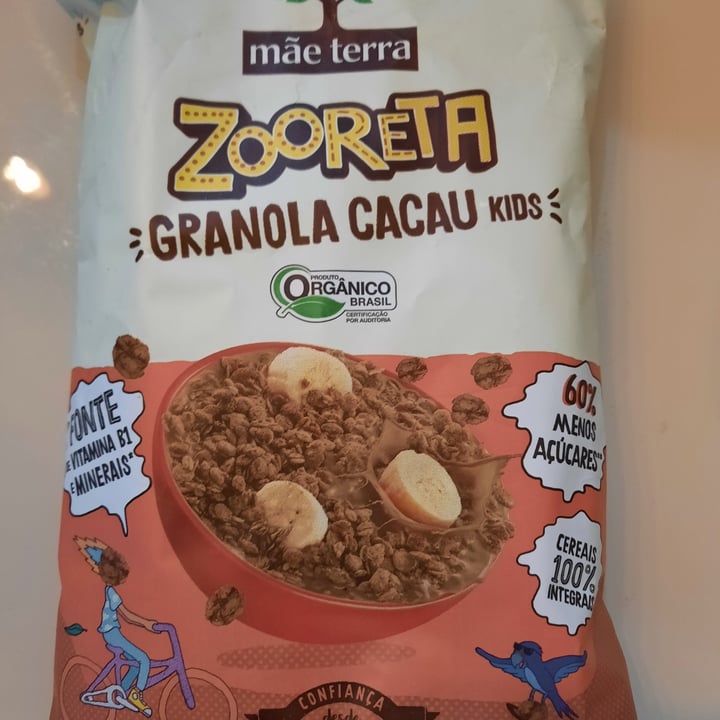 mãe terra
ZOORETA
GRANOLA CACAU KIDS
PRODUTO
ORGÂNICO
BRASIL
CERTIFICAÇÃO
POR AUDITORIA
FONTE
DE VITAMINA B1
E MINERAIS*
60%
MENOS
AÇÚCARES**
CEREAIS
100%
INTEGRAIS
CONFIANÇA
desde